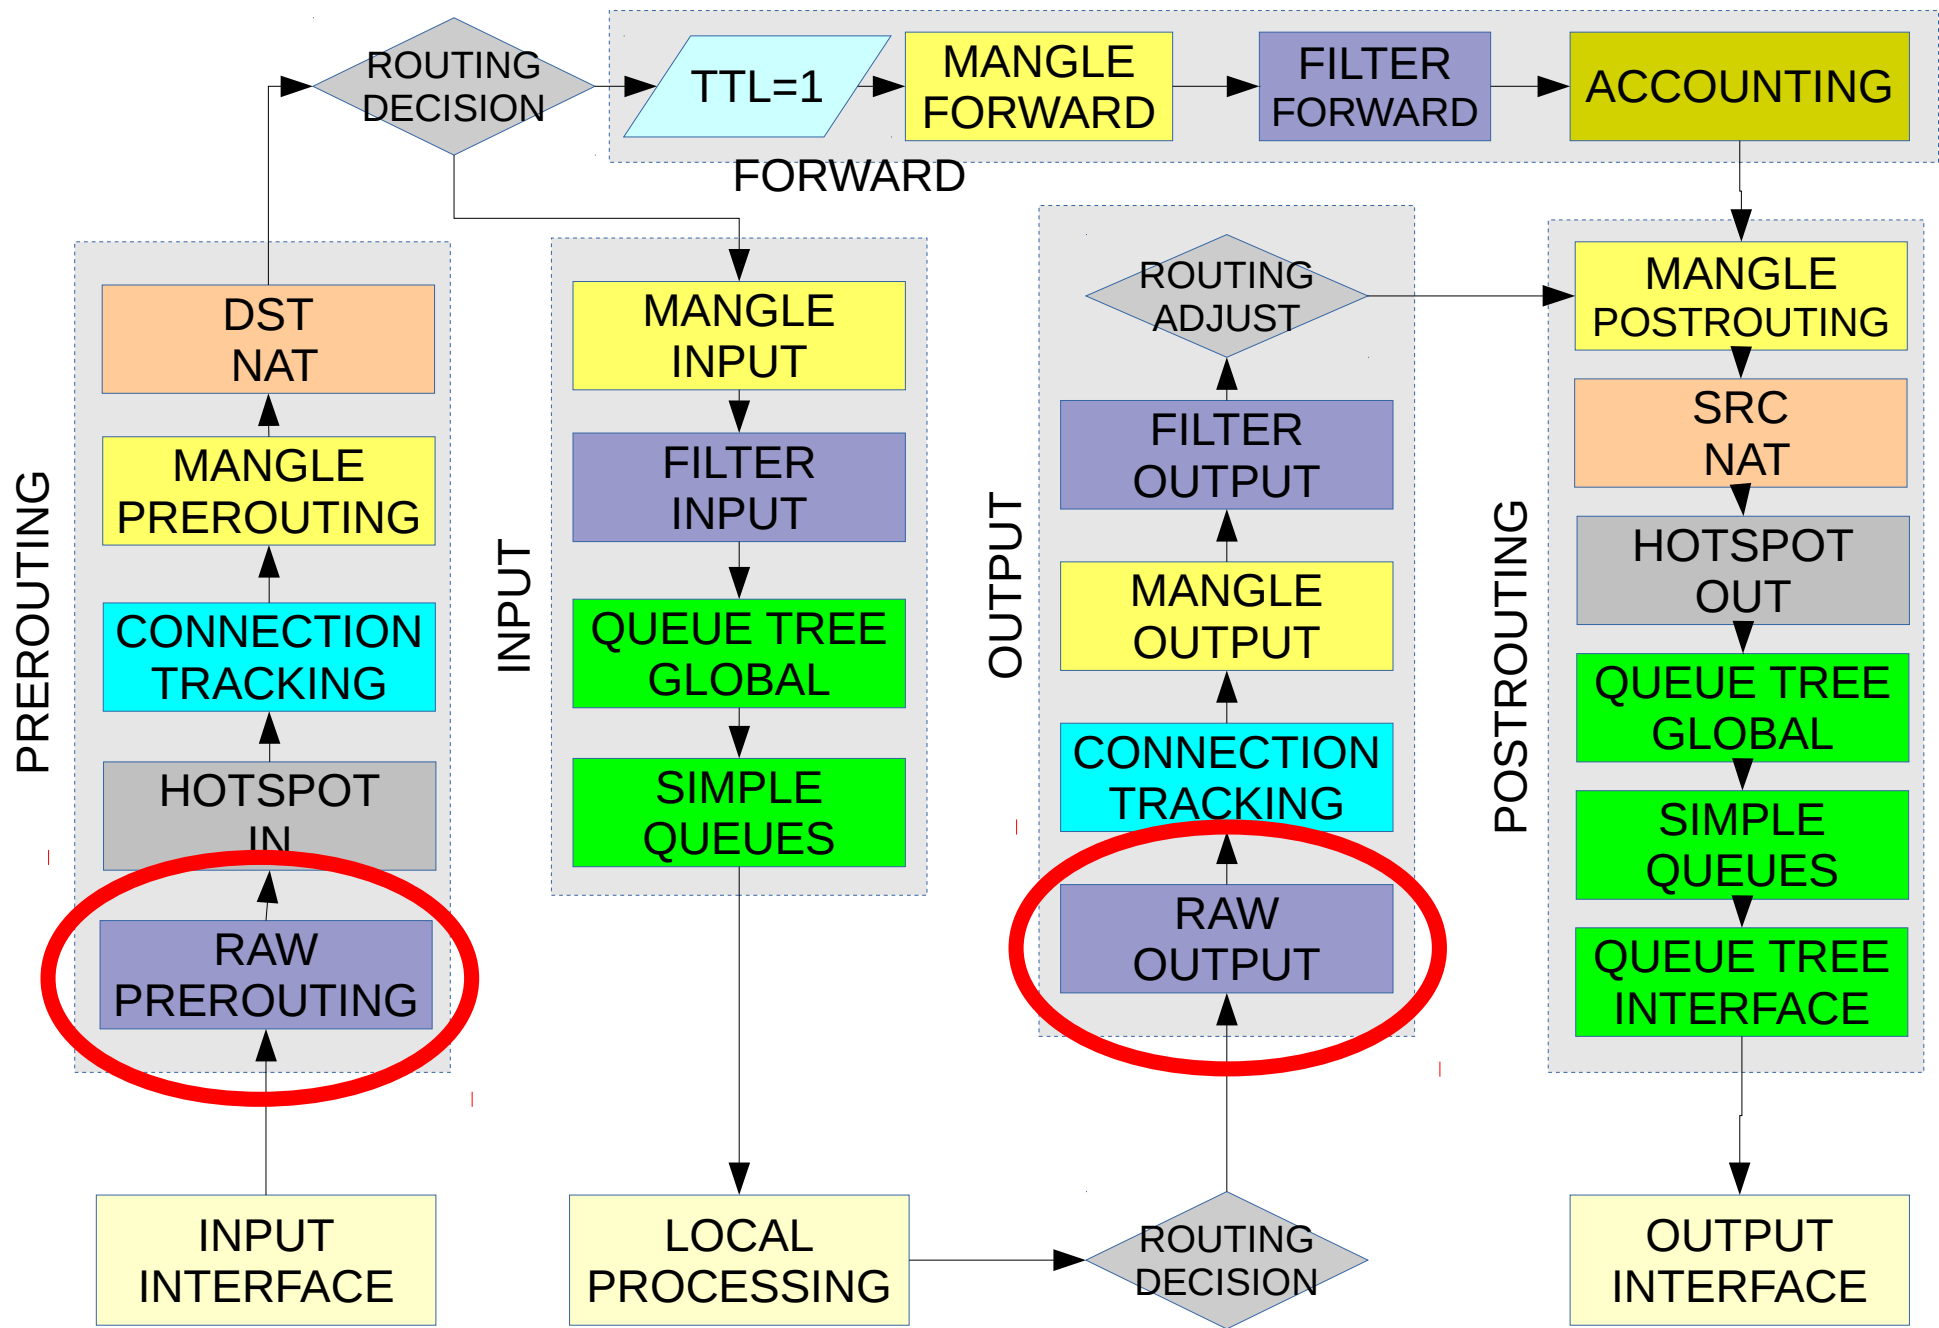 ROUTING
DECISION
TTL=1
MANGLE
FORWARD
FILTER
FORWARD
ACCOUNTING
FORWARD
PREROUTING
DST
NAT
MANGLE
PREROUTING
CONNECTION
TRACKING
HOTSPOT
IN
RAW
PREROUTING
INPUT
INTERFACE
INPUT
MANGLE
INPUT
FILTER
INPUT
QUEUE TREE
GLOBAL
SIMPLE
QUEUES
LOCAL
PROCESSING
OUTPUT
ROUTING
ADJUST
FILTER
OUTPUT
MANGLE
OUTPUT
CONNECTION
TRACKING
RAW
OUTPUT
ROUTING
DECISION
POSTROUTING
MANGLE
POSTROUTING
SRC
NAT
HOTSPOT
OUT
QUEUE TREE
GLOBAL
SIMPLE
QUEUES
QUEUE TREE
INTERFACE
OUTPUT
INTERFACE